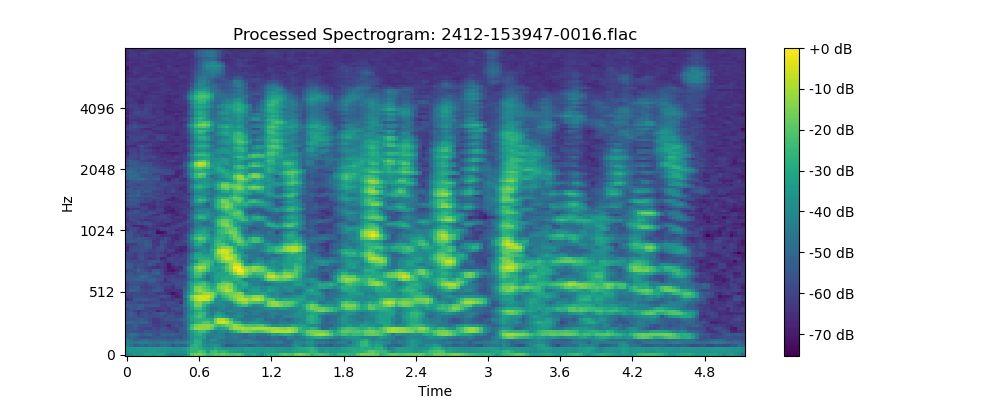 Processed Spectrogram: 2412-153947-0016.flac
Hz
4096
2048
1024
512
0
0 0.6 1.2 1.8 2.4 3 3.6 4.2 4.8
Time
+0 dB
-10 dB
-20 dB
-30 dB
-40 dB
-50 dB
-60 dB
-70 dB